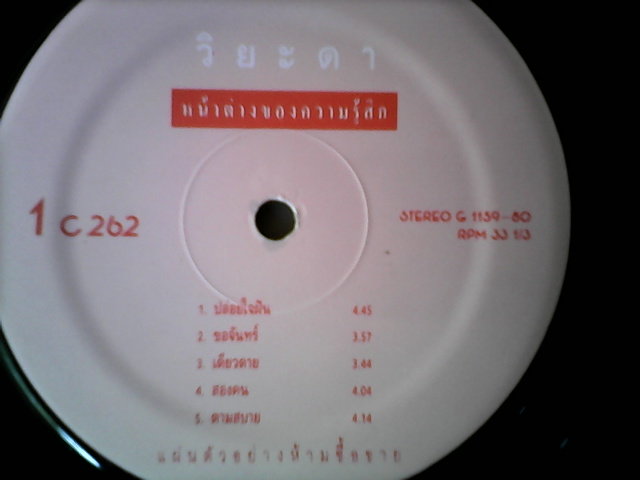 วิยะดา
หน้าต่างของความรู้สึก
1 C 262
STEREO G 1159-80
RPM 33 1/3
1. ปล่อยใจฝัน 4.45
2. ขอจันทร์ 3.57
3. เดียวดาย 3.44
4. สองคน 4.04
5. ตามสบาย 4.14
แผ่นตัวอย่างห้ามซื้อขาย